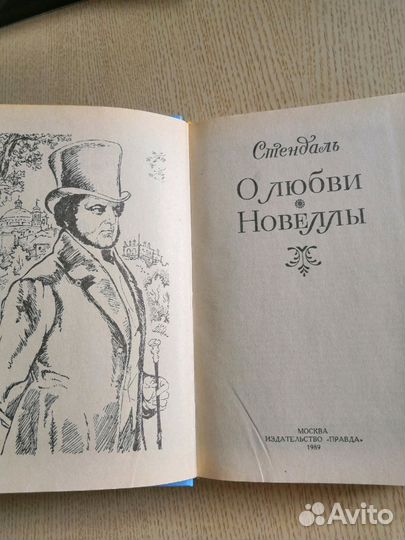 Стендаль
О ЛЮБВИ
НОВЕЛЛЫ
МОСКВА
ИЗДАТЕЛЬСТВО «ПРАВДА»
1989
Avito